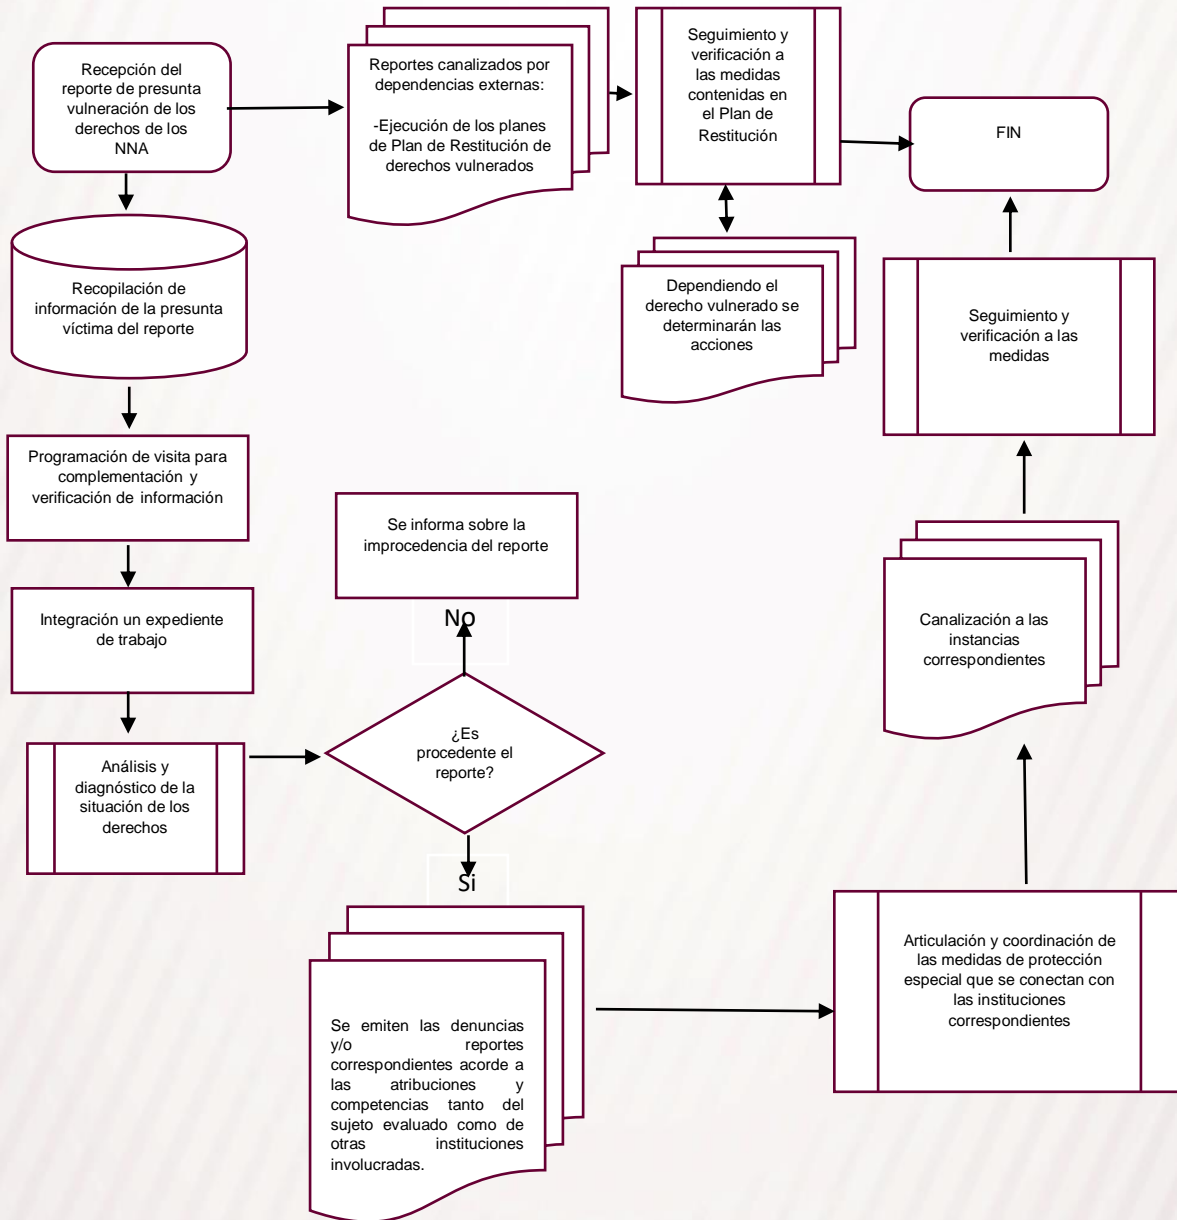 Recepción del
reporte de presunta
vulneración de los
derechos de los
NNA
Reportes canalizados por
dependencias externas:
-Ejecución de los planes
de Plan de Restitución de
derechos vulnerados
Seguimiento y
verificación a
las medidas
contenidas en
el Plan de
Restitución
FIN
Recopilación de
información de la presunta
víctima del reporte
Dependiendo el
derecho vulnerado se
determinarán las
acciones
Seguimiento y
verificación a las
medidas
Programación de visita para
complementación y
verificación de información
Se informa sobre la
improcedencia del reporte
No
Integración un expediente
de trabajo
Canalización a las
instancias
correspondientes
Análisis y
diagnóstico de la
situación de los
derechos
¿Es
procedente el
reporte?
Si
Se emiten las denuncias
y/o reportes
correspondientes acorde a
las atribuciones y
competencias tanto del
sujeto evaluado como de
otras instituciones
involucradas.
Articulación y coordinación de
las medidas de protección
especial que se conectan con
las instituciones
correspondientes